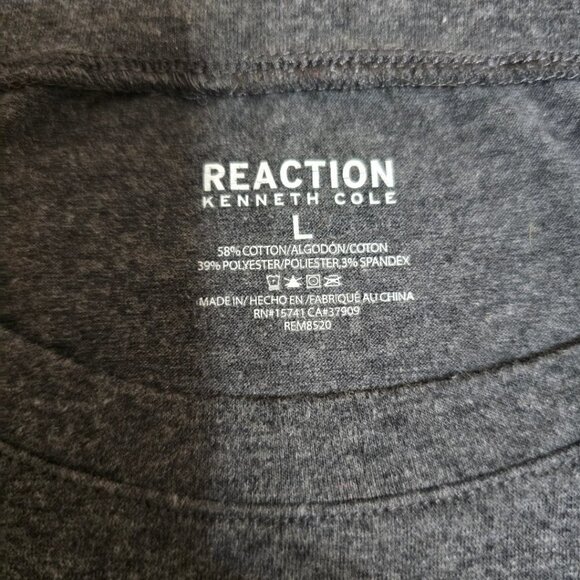 REACTION
KENNETH COLE
L
58% COTTON/ALGODÓN/COTON
39% POLYESTER/POLIESTER,3% SPANDEX
MADE IN/ HECHO EN /FABRIQUÉ AU CHINA
RN#15741 CA#37909
REM8520